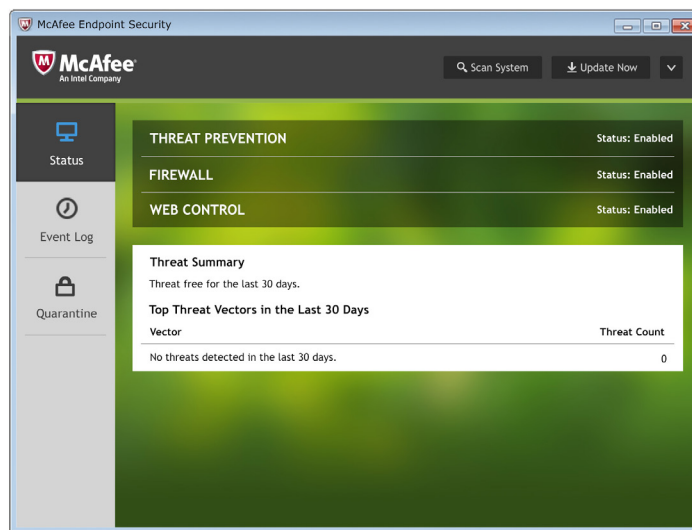 McAfee Endpoint Security
McAfee
An Intel Company
Scan System
Update Now
Status
Event Log
Quarantine
THREAT PREVENTION Status: Enabled
FIREWALL Status: Enabled
WEB CONTROL Status: Enabled
Threat Summary
Threat free for the last 30 days.
Top Threat Vectors in the Last 30 Days
Vector Threat Count
No threats detected in the last 30 days. 0